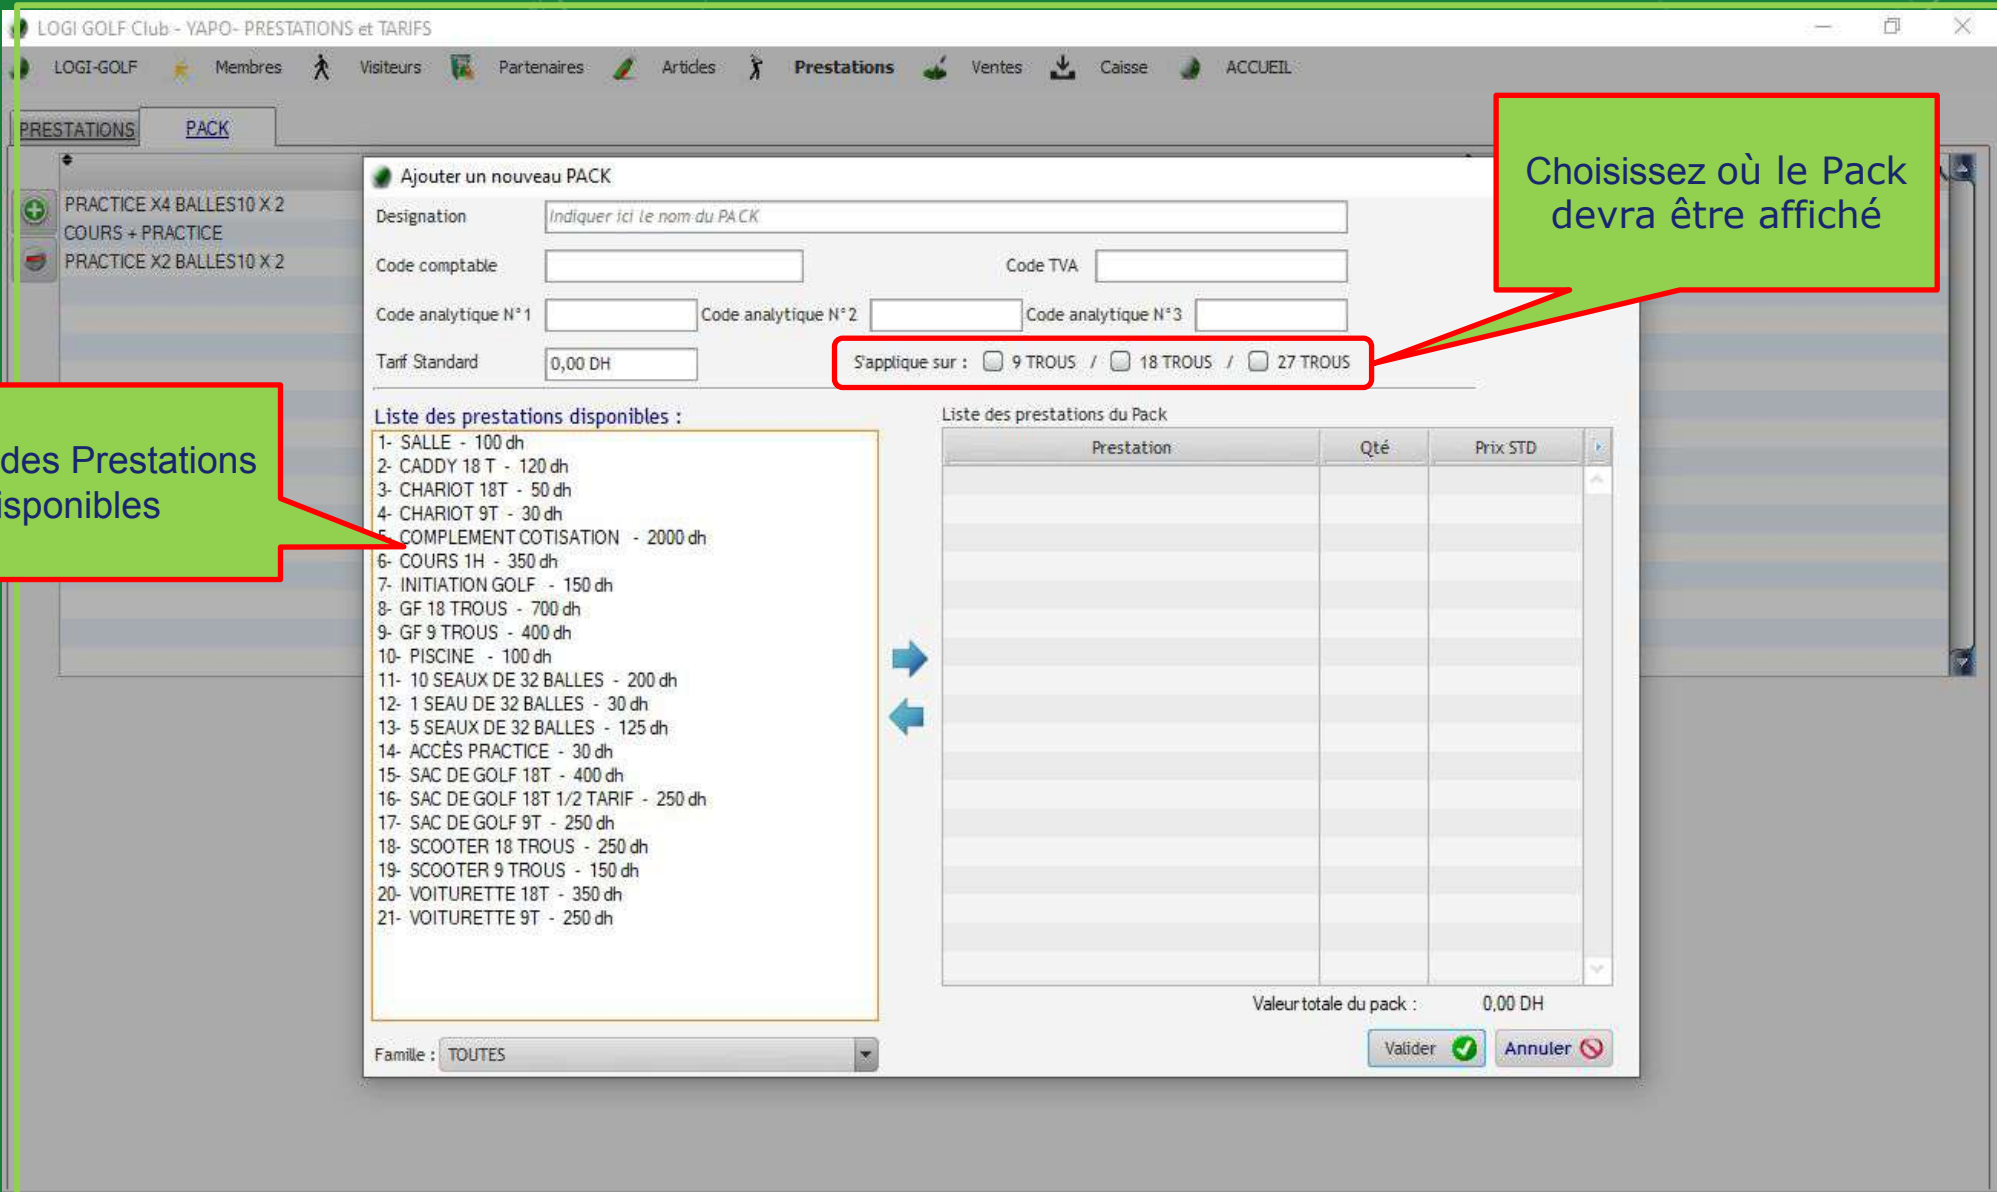 LOGI GOLF Club - YAPO- PRESTATIONS et TARIFS
LOGI-GOLF Membres Visiteurs Partenaires Articles Prestations Ventes Caisse ACCUEIL
PRESTATIONS PACK
PRACTICE X4 BALLES10 X 2
COURS + PRACTICE
PRACTICE X2 BALLES10 X 2
Ajouter un nouveau PACK
Designation Indiquer ici le nom du PACK
Code comptable Code TVA
Code analytique N°1 Code analytique N°2 Code analytique N°3
Tarif Standard 0,00 DH S'applique sur : 9 TROUS / 18 TROUS / 27 TROUS
Choisissez où le Pack
devra être affiché
des Prestations
isponibles
Liste des prestations disponibles :
1- SALLE - 100 dh
2- CADDY 18 T - 120 dh
3- CHARIOT 18T - 50 dh
4- CHARIOT 9T - 30 dh
5- COMPLEMENT COTISATION - 2000 dh
6- COURS 1H - 350 dh
7- INITIATION GOLF - 150 dh
8- GF 18 TROUS - 700 dh
9- GF 9 TROUS - 400 dh
10- PISCINE - 100 dh
11- 10 SEAUX DE 32 BALLES - 200 dh
12- 1 SEAU DE 32 BALLES - 30 dh
13- 5 SEAUX DE 32 BALLES - 125 dh
14- ACCÈS PRACTICE - 30 dh
15- SAC DE GOLF 18T - 400 dh
16- SAC DE GOLF 18T 1/2 TARIF - 250 dh
17- SAC DE GOLF 9T - 250 dh
18- SCOOTER 18 TROUS - 250 dh
19- SCOOTER 9 TROUS - 150 dh
20- VOITURETTE 18T - 350 dh
21- VOITURETTE 9T - 250 dh
Famille : TOUTES
Liste des prestations du Pack
Prestation Qté Prix STD
Valeur totale du pack : 0,00 DH
Valider Annuler